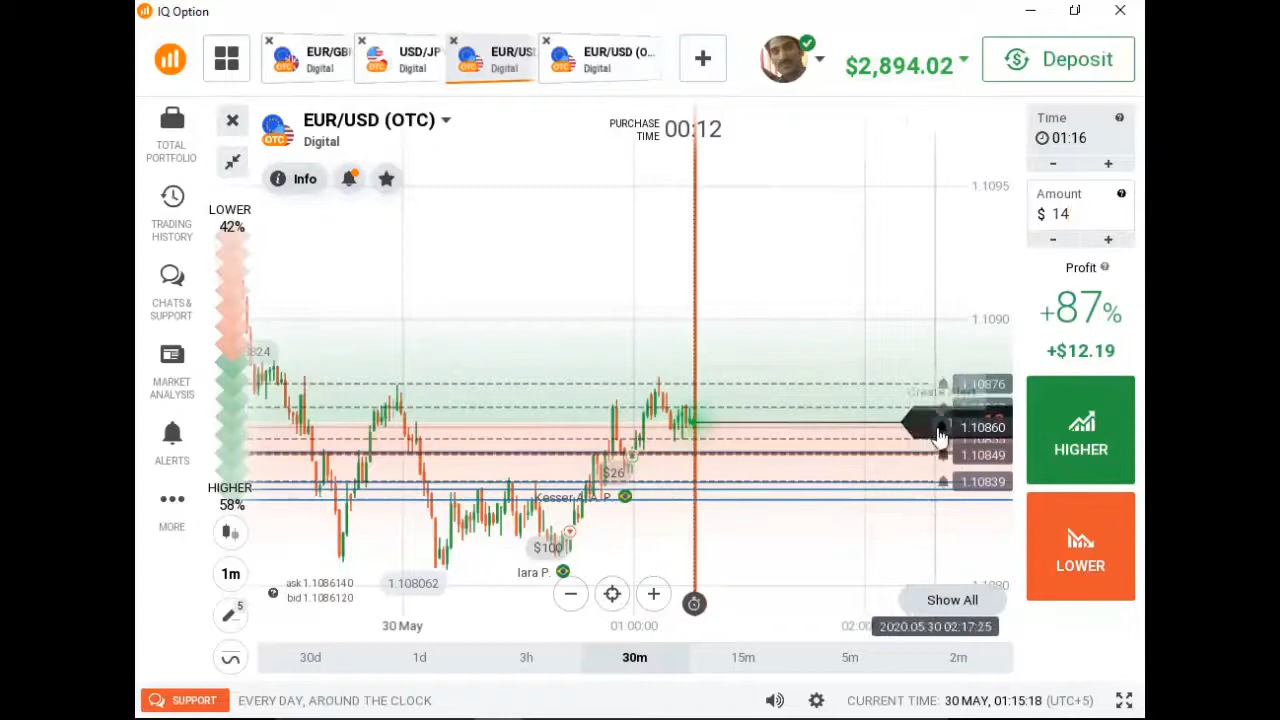 IQ Option
EUR/GB
Digital
USD/JP
Digital
EUR/US
Digital
EUR/USD (O...
Digital
$2,894.02
Deposit
TOTAL
PORTFOLIO
TRADING
HISTORY
CHATS &
SUPPORT
MARKET
ANALYSIS
ALERTS
MORE
EUR/USD (OTC)
Digital
Info
PURCHASE
TIME
00:12
LOWER
42%
HIGHER
58%
1m
5
ask 1.1086140
bid 1.1086120
1.108062
$26
Kesser A. A. P.
$100
Iara P.
1.1095
1.1090
1.10876
1.10860
1.10849
1.10839
1.1080
Show All
30 May
01:00:00
2020.05.30 02:17:25
30d
1d
3h
30m
15m
5m
2m
Time
01:16
Amount
$ 14
Profit
+87%
+$12.19
HIGHER
LOWER
SUPPORT
EVERY DAY, AROUND THE CLOCK
CURRENT TIME: 30 MAY, 01:15:18 (UTC+5)